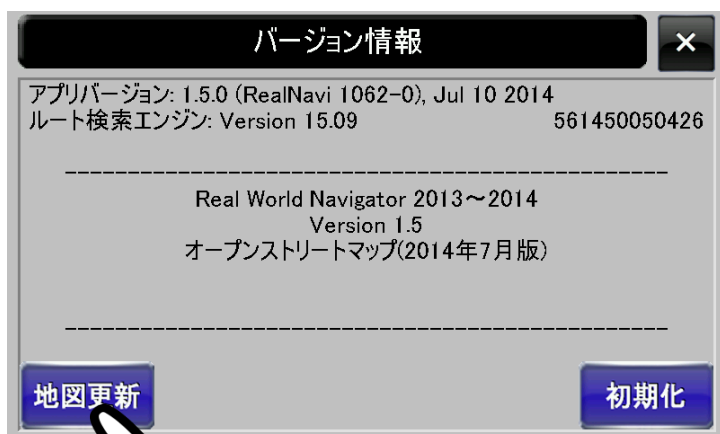 バージョン情報
×
アプリバージョン: 1.5.0 (RealNavi 1062-0), Jul 10 2014
ルート検索エンジン: Version 15.09 561450050426
Real World Navigator 2013～2014
Version 1.5
オープンストリートマップ(2014年7月版)
地図更新
初期化